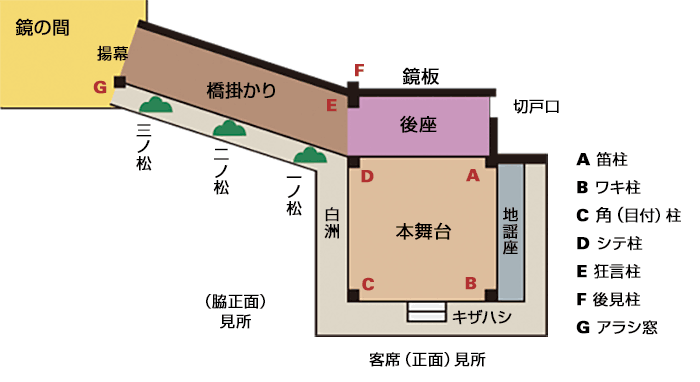 鏡の間
揚幕
G
橋掛かり
F
鏡板
E
後座
切戸口
三ノ松
二ノ松
一ノ松
D
A
白洲
本舞台
地謡座
C
B
キザハシ
（脇正面）
見所
客席（正面）見所
A 笛柱
B ワキ柱
C 角（目付）柱
D シテ柱
E 狂言柱
F 後見柱
G アラシ窓